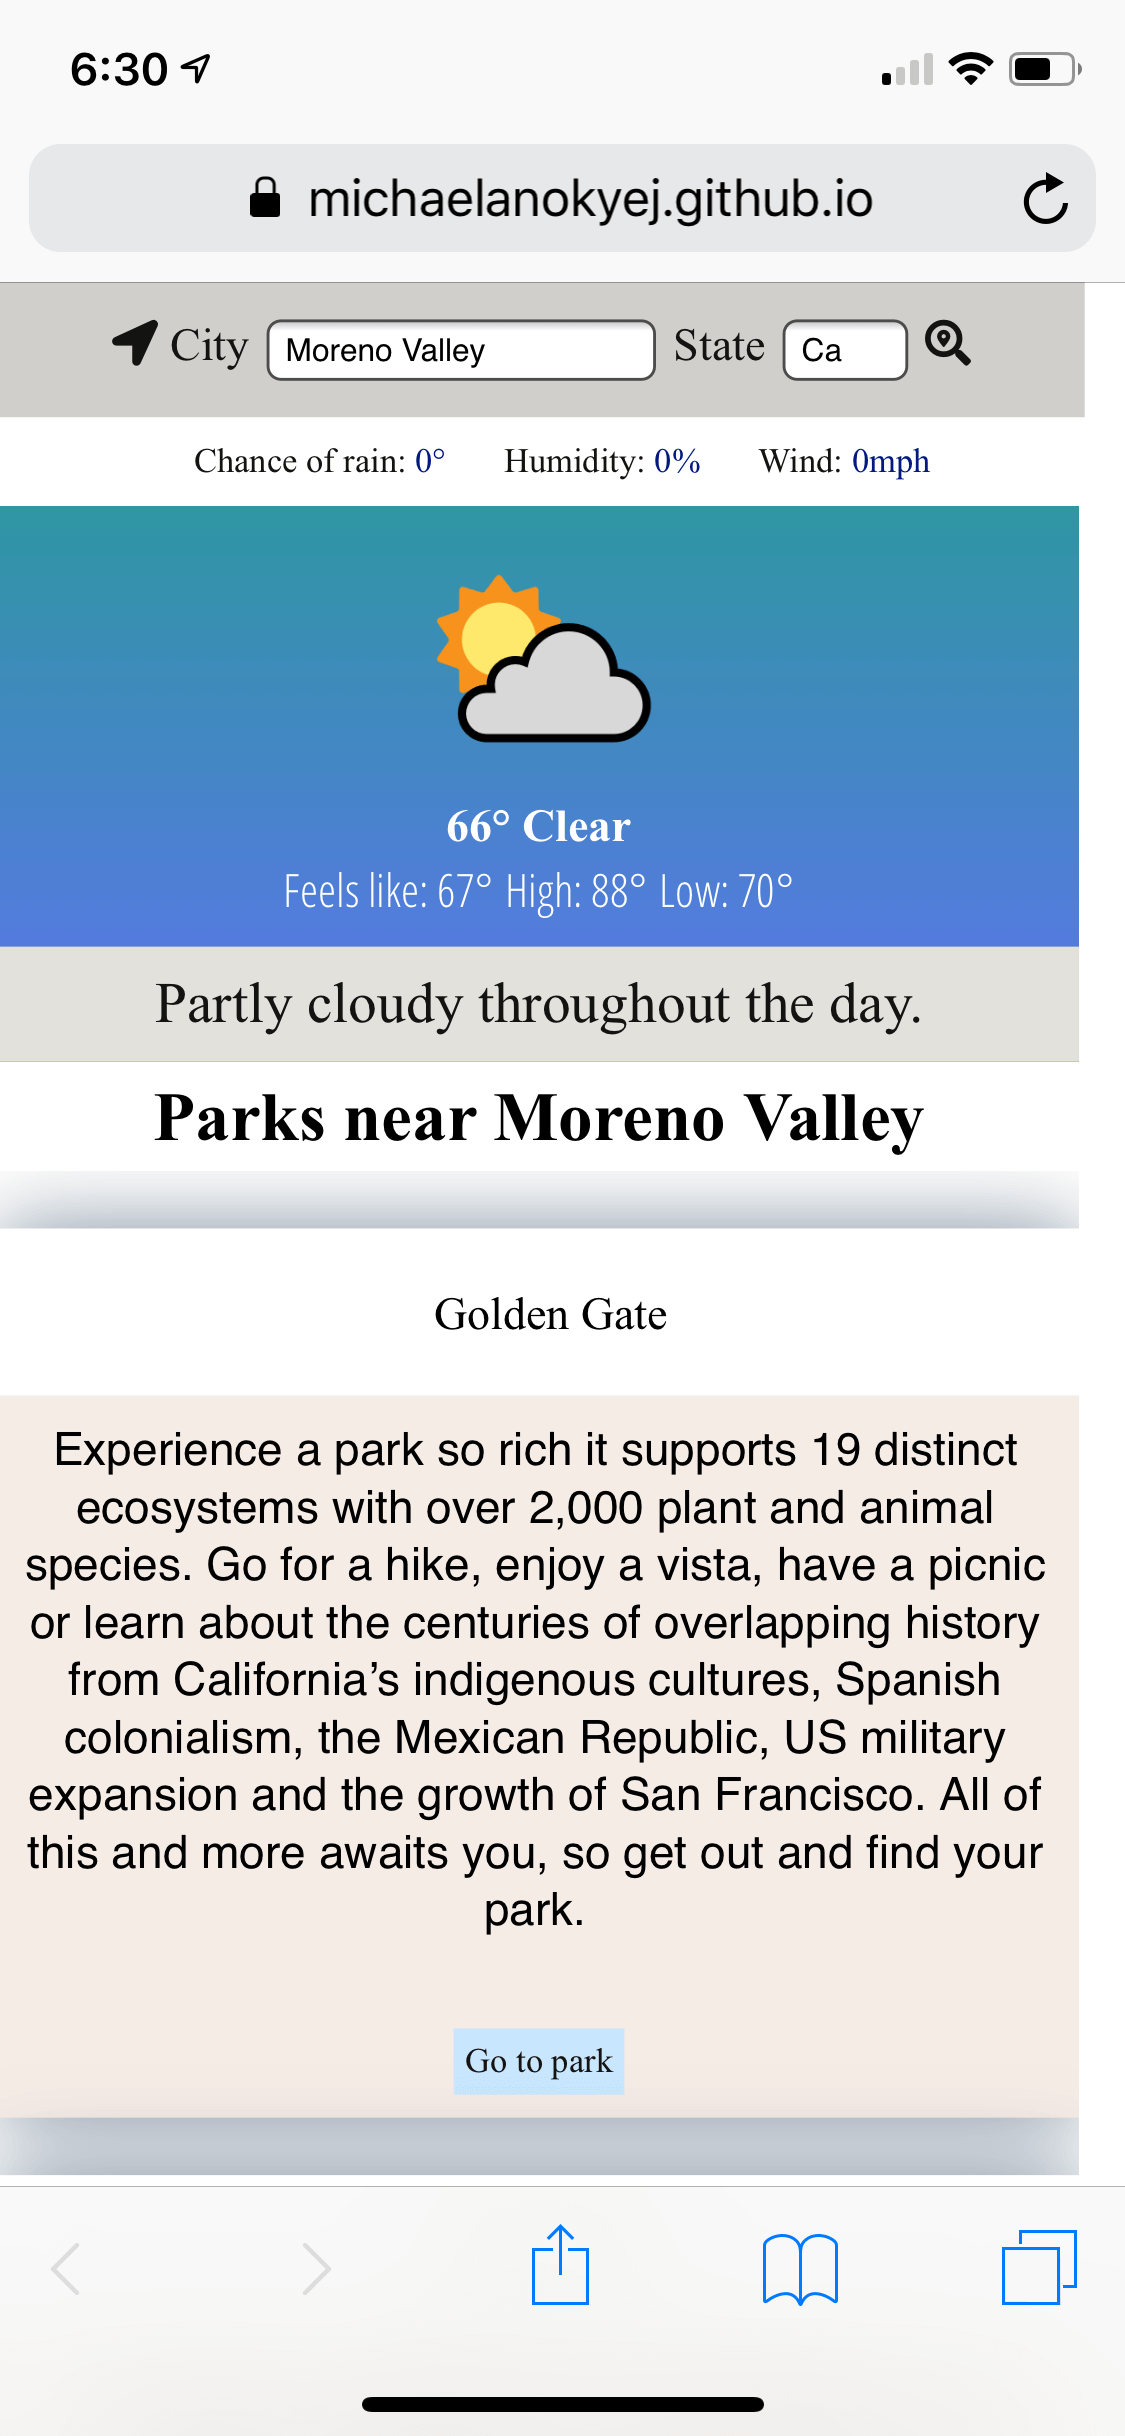 6:30
michaelanokyej.github.io
City Moreno Valley State Ca
Chance of rain: 0° Humidity: 0% Wind: 0mph
66° Clear
Feels like: 67° High: 88° Low: 70°
Partly cloudy throughout the day.
Parks near Moreno Valley
Golden Gate
Experience a park so rich it supports 19 distinct
ecosystems with over 2,000 plant and animal
species. Go for a hike, enjoy a vista, have a picnic
or learn about the centuries of overlapping history
from California’s indigenous cultures, Spanish
colonialism, the Mexican Republic, US military
expansion and the growth of San Francisco. All of
this and more awaits you, so get out and find your
park.
Go to park